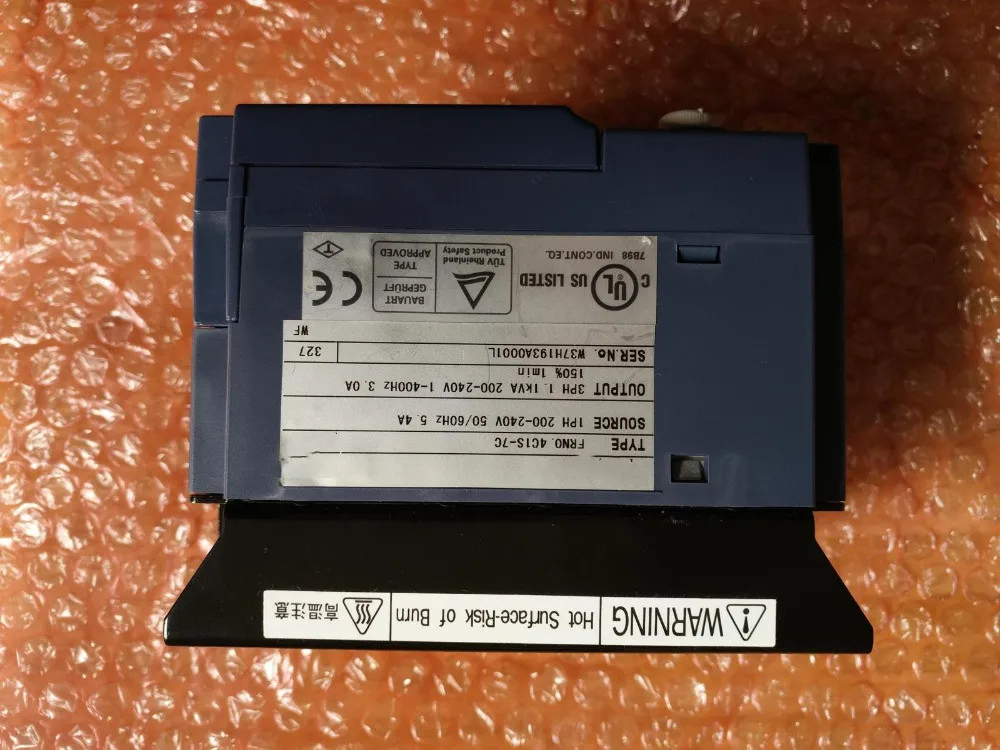 ⚠WARNING Hot Surface-Risk of Burn 高温注意
TYPE FRN0.4C1S-7C
SOURCE 1PH 200-240V 50/60Hz 5.4A
OUTPUT 3PH 1.1KVA 200-240V 1-400Hz 3.0A
150% 1min
SER.No. W37H193A0001L 327
WF
C UL US LISTED
7B98 IND.CONT.EQ.
BAUART
GEPRÜFT
TYPE
APPROVED
TÜV Rheinland
Product Safety
CE
T